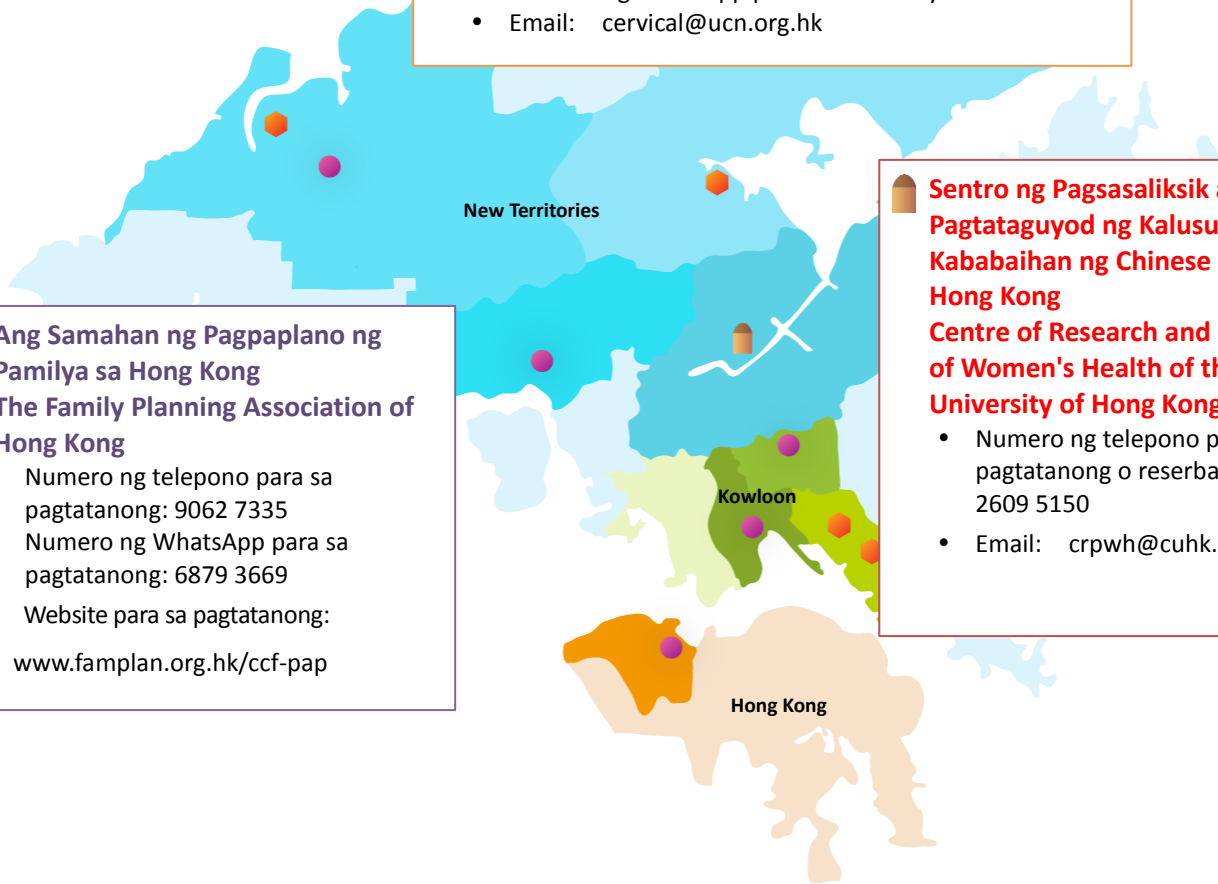 • Email: cervical@ucn.org.hk
New Territories
Sentro ng Pagsasaliksik
Pagtataguyod ng
Kababaihan ng Chinese
Hong Kong
Centre of Research and
of Women's Health of
University of Hong Kong
• Numero ng telepono
pagtatanong o
2609 5150
• Email: crpwh@cuhk.
Ang Samahan ng Pagpaplano ng
Pamilya sa Hong Kong
The Family Planning Association of
Hong Kong
Numero ng telepono para sa
pagtatanong: 9062 7335
Numero ng WhatsApp para sa
pagtatanong: 6879 3669
Website para sa pagtatanong:
www.famplan.org.hk/ccf-pap
Kowloon
Hong Kong